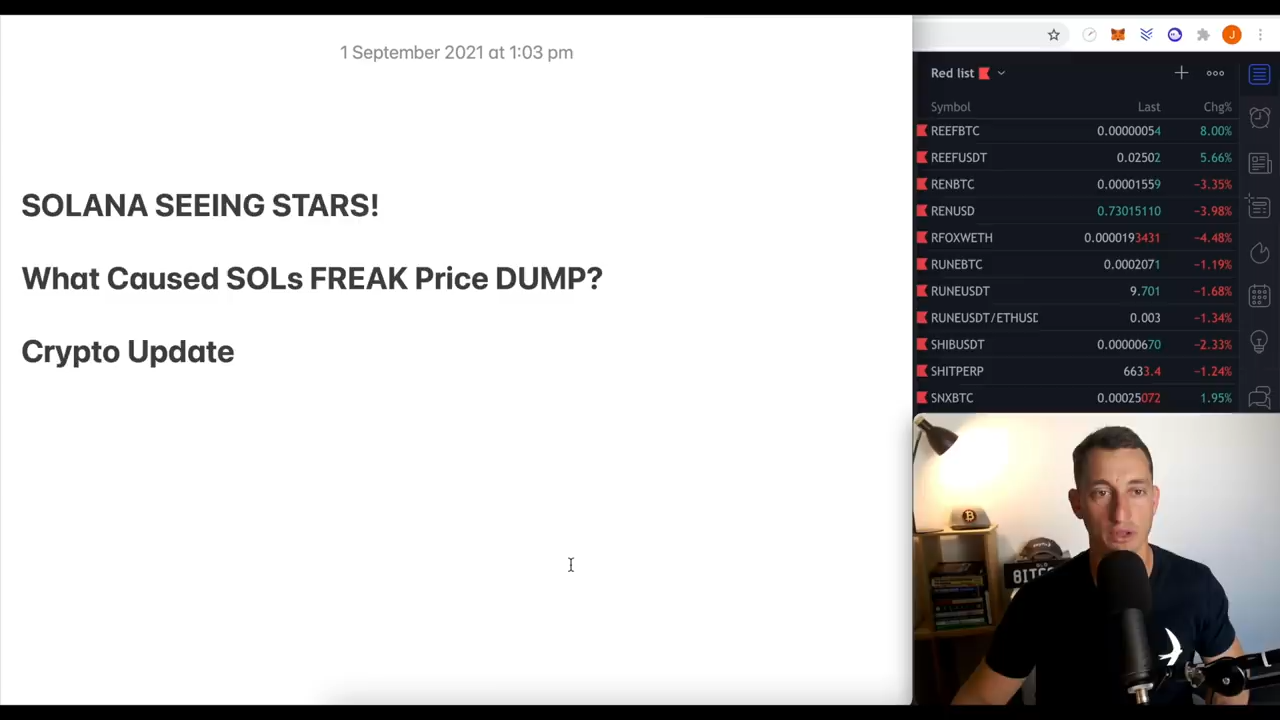 1 September 2021 at 1:03 pm
SOLANA SEEING STARS!
What Caused SOLs FREAK Price DUMP?
Crypto Update
J
Red list
Symbol Last Chg%
REEFBTC 0.00000054 8.00%
REEFUSDT 0.02502 5.66%
RENBTC 0.00001559 −3.35%
RENUSD 0.73015110 −3.98%
RFOXWETH 0.0000193431 −4.48%
RUNEBTC 0.0002071 −1.19%
RUNEUSDT 9.701 −1.68%
RUNEUSDT/ETHUSD 0.003 −1.34%
SHIBUSDT 0.00000670 −2.33%
SHITPERP 6633.4 −1.24%
SNXBTC 0.00025072 1.95%